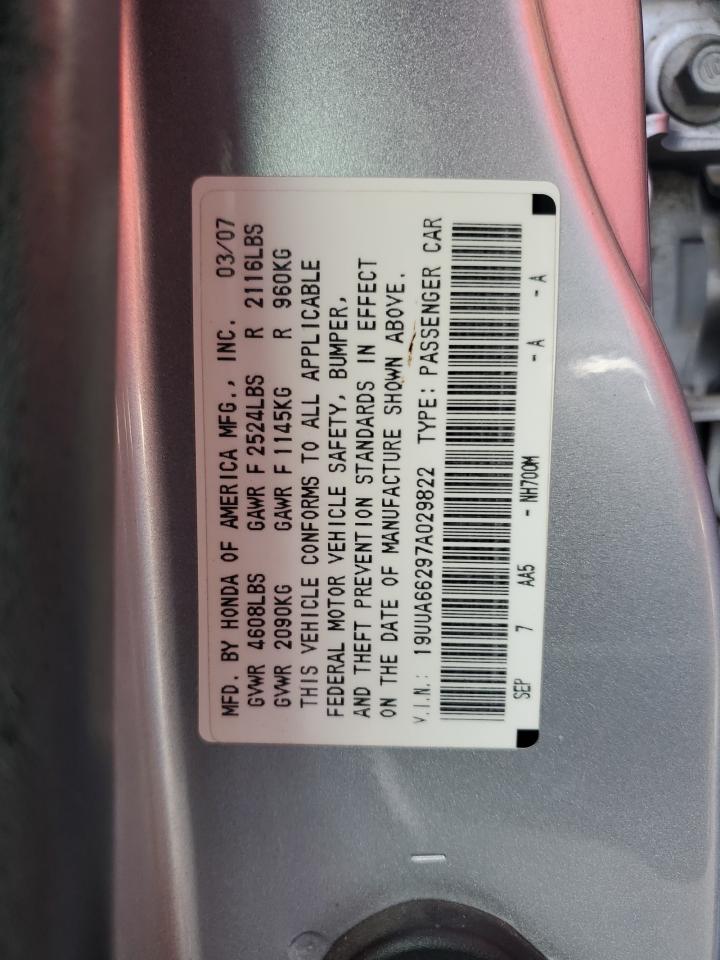 MFD. BY HONDA OF AMERICA MFG., INC. 03/07
GVWR 4608LBS GAWR F 2524LBS R 2116LBS
GVWR 2090KG GAWR F 1145KG R 960KG
THIS VEHICLE CONFORMS TO ALL APPLICABLE
FEDERAL MOTOR VEHICLE SAFETY, BUMPER,
AND THEFT PREVENTION STANDARDS IN EFFECT
ON THE DATE OF MANUFACTURE SHOWN ABOVE.
V.I.N.: 19UUA66297A029822 TYPE: PASSENGER CAR
SEP 7 AA5 - NH700M - A - A